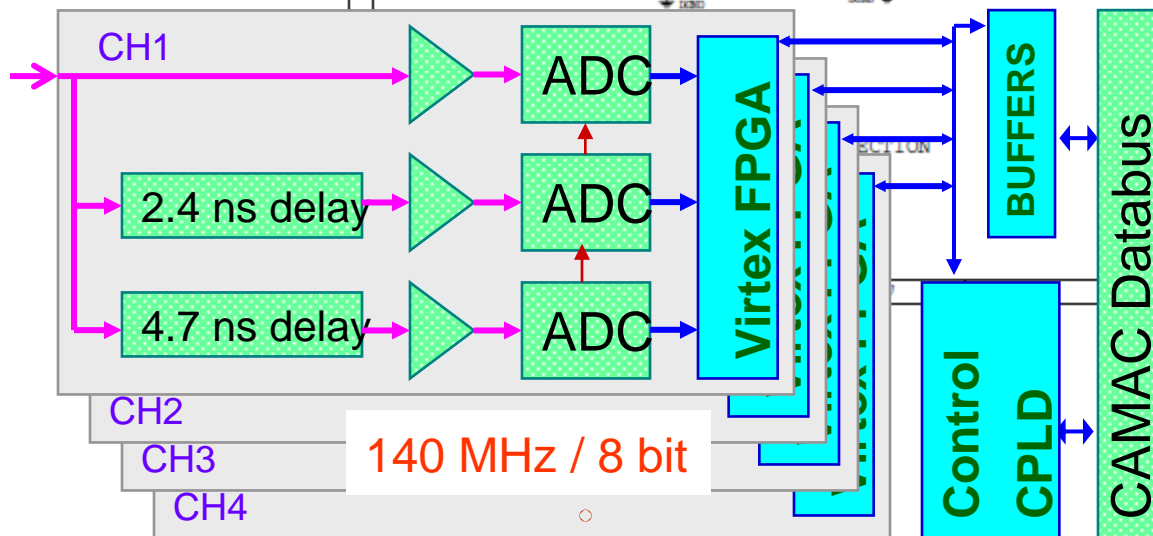 CH1
ADC
2.4 ns delay
ADC
4.7 ns delay
ADC
Virtex FPGA
CH2
CH3
CH4
140 MHz / 8 bit
ECTION
BUFFERS
Control
CPLD
CAMAC Databus